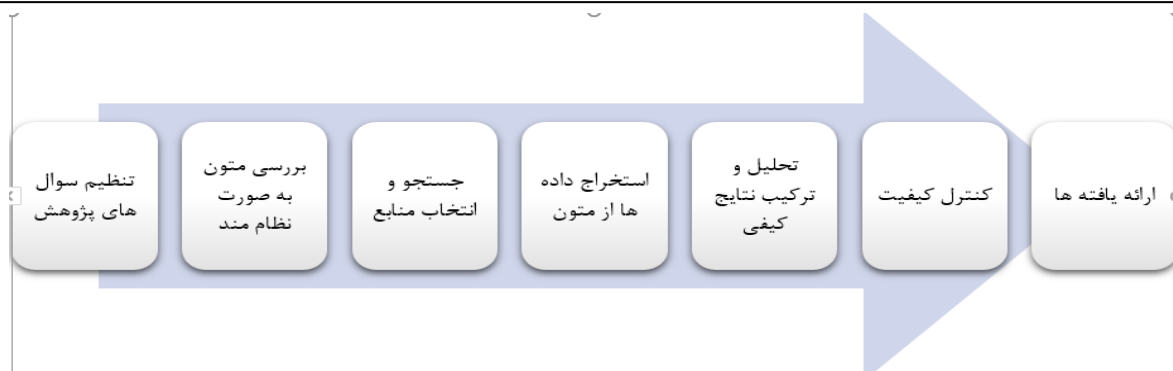 تنظیم سوال
های پژوهش
بررسی متون
به صورت
نظام مند
جستجو و
انتخاب منابع
استخراج داده
ها از متون
تحلیل و
ترکیب نتایج
کیفی
کنترل کیفیت
ارائه یافته ها